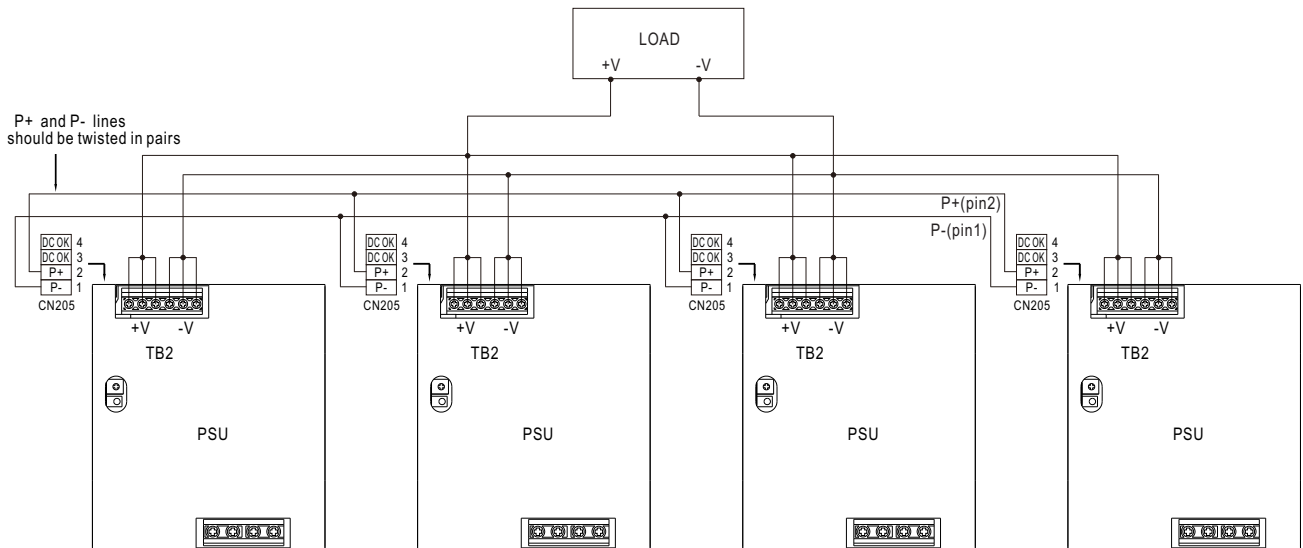 LOAD
+V -V
P+ and P- lines
should be twisted in pairs
P+(pin2)
P-(pin1)
DC OK 4
DC OK 3
P+ 2
P- 1
CN205
DC OK 4
DC OK 3
P+ 2
P- 1
CN205
DC OK 4
DC OK 3
P+ 2
P- 1
CN205
DC OK 4
DC OK 3
P+ 2
P- 1
CN205
+V -V
TB2
PSU
+V -V
TB2
PSU
+V -V
TB2
PSU
+V -V
TB2
PSU